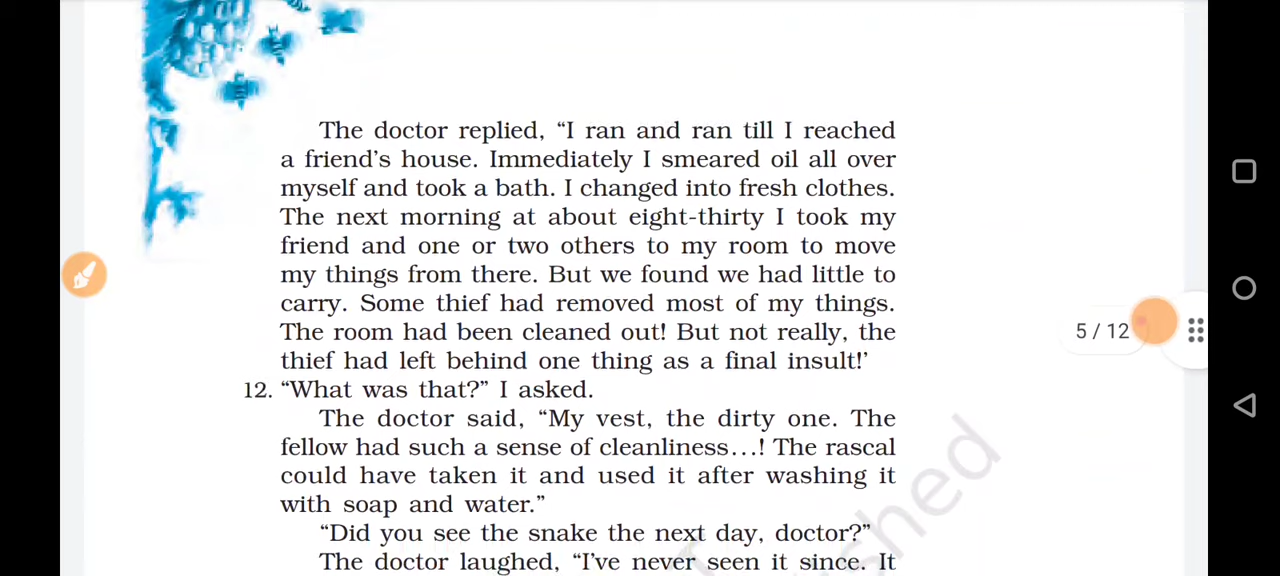 The doctor replied, “I ran and ran till I reached
a friend’s house. Immediately I smeared oil all over
myself and took a bath. I changed into fresh clothes.
The next morning at about eight-thirty I took my
friend and one or two others to my room to move
my things from there. But we found we had little to
carry. Some thief had removed most of my things.
The room had been cleaned out! But not really, the
thief had left behind one thing as a final insult!’
5 / 12
12. “What was that?” I asked.
The doctor said, “My vest, the dirty one. The
fellow had such a sense of cleanliness...! The rascal
could have taken it and used it after washing it
with soap and water.”
“Did you see the snake the next day, doctor?”
The doctor laughed, “I’ve never seen it since. It
shed